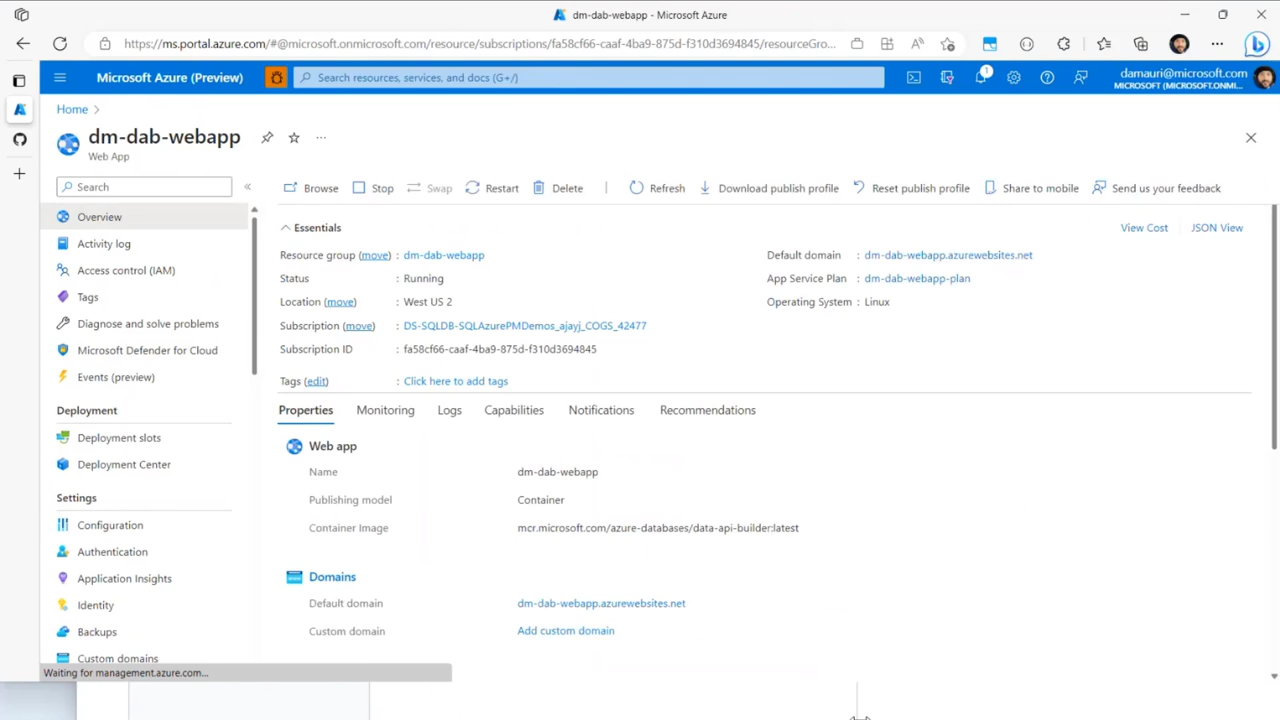 dm-dab-webapp - Microsoft Azure
https://ms.portal.azure.com/#@microsoft.onmicrosoft.com/resource/subscriptions/fa58cf66-caaf-4ba9-875d-f310d3694845/resourceGro...
Microsoft Azure (Preview)
Search resources, services, and docs (G+/)
1
damauri@microsoft.com
MICROSOFT (MICROSOFT.ONMI...
Home >
dm-dab-webapp
Web App
Search
Browse Stop Swap Restart Delete Refresh Download publish profile Reset publish profile Share to mobile Send us your feedback
Overview
Activity log
Access control (IAM)
Tags
Diagnose and solve problems
Microsoft Defender for Cloud
Events (preview)
Deployment
Deployment slots
Deployment Center
Settings
Configuration
Authentication
Application Insights
Identity
Backups
Custom domains
Essentials
View Cost JSON View
Resource group (move) : dm-dab-webapp
Status : Running
Location (move) : West US 2
Subscription (move) : DS-SQLDB-SQLAzurePMDemos_ajayj_COGS_42477
Subscription ID : fa58cf66-caaf-4ba9-875d-f310d3694845
Default domain : dm-dab-webapp.azurewebsites.net
App Service Plan : dm-dab-webapp-plan
Operating System : Linux
Tags (edit) : Click here to add tags
Properties Monitoring Logs Capabilities Notifications Recommendations
Web app
Name dm-dab-webapp
Publishing model Container
Container Image mcr.microsoft.com/azure-databases/data-api-builder:latest
Domains
Default domain dm-dab-webapp.azurewebsites.net
Custom domain Add custom domain
Waiting for management.azure.com...